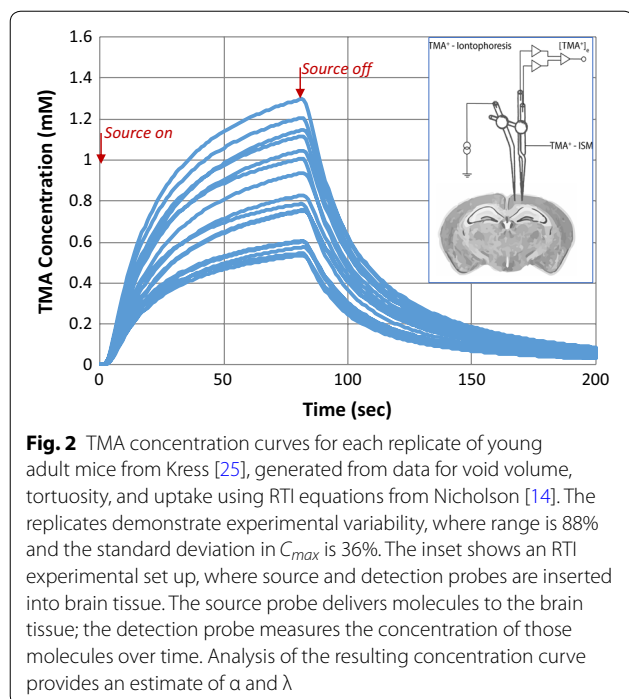 1.6
1.4
1.2
1
0.8
0.6
0.4
0.2
0
TMA Concentration (mM)
Source on
Source off
TMA⁺ - Iontophoresis
[TMA⁺]e
TMA⁺ - ISM
0
50
100
150
200
Time (sec)
Fig. 2 TMA concentration curves for each replicate of young
adult mice from Kress [25], generated from data for void volume,
tortuosity, and uptake using RTI equations from Nicholson [14]. The
replicates demonstrate experimental variability, where range is 88%
and the standard deviation in Cmax is 36%. The inset shows an RTI
experimental set up, where source and detection probes are inserted
into brain tissue. The source probe delivers molecules to the brain
tissue; the detection probe measures the concentration of those
molecules over time. Analysis of the resulting concentration curve
provides an estimate of α and λ